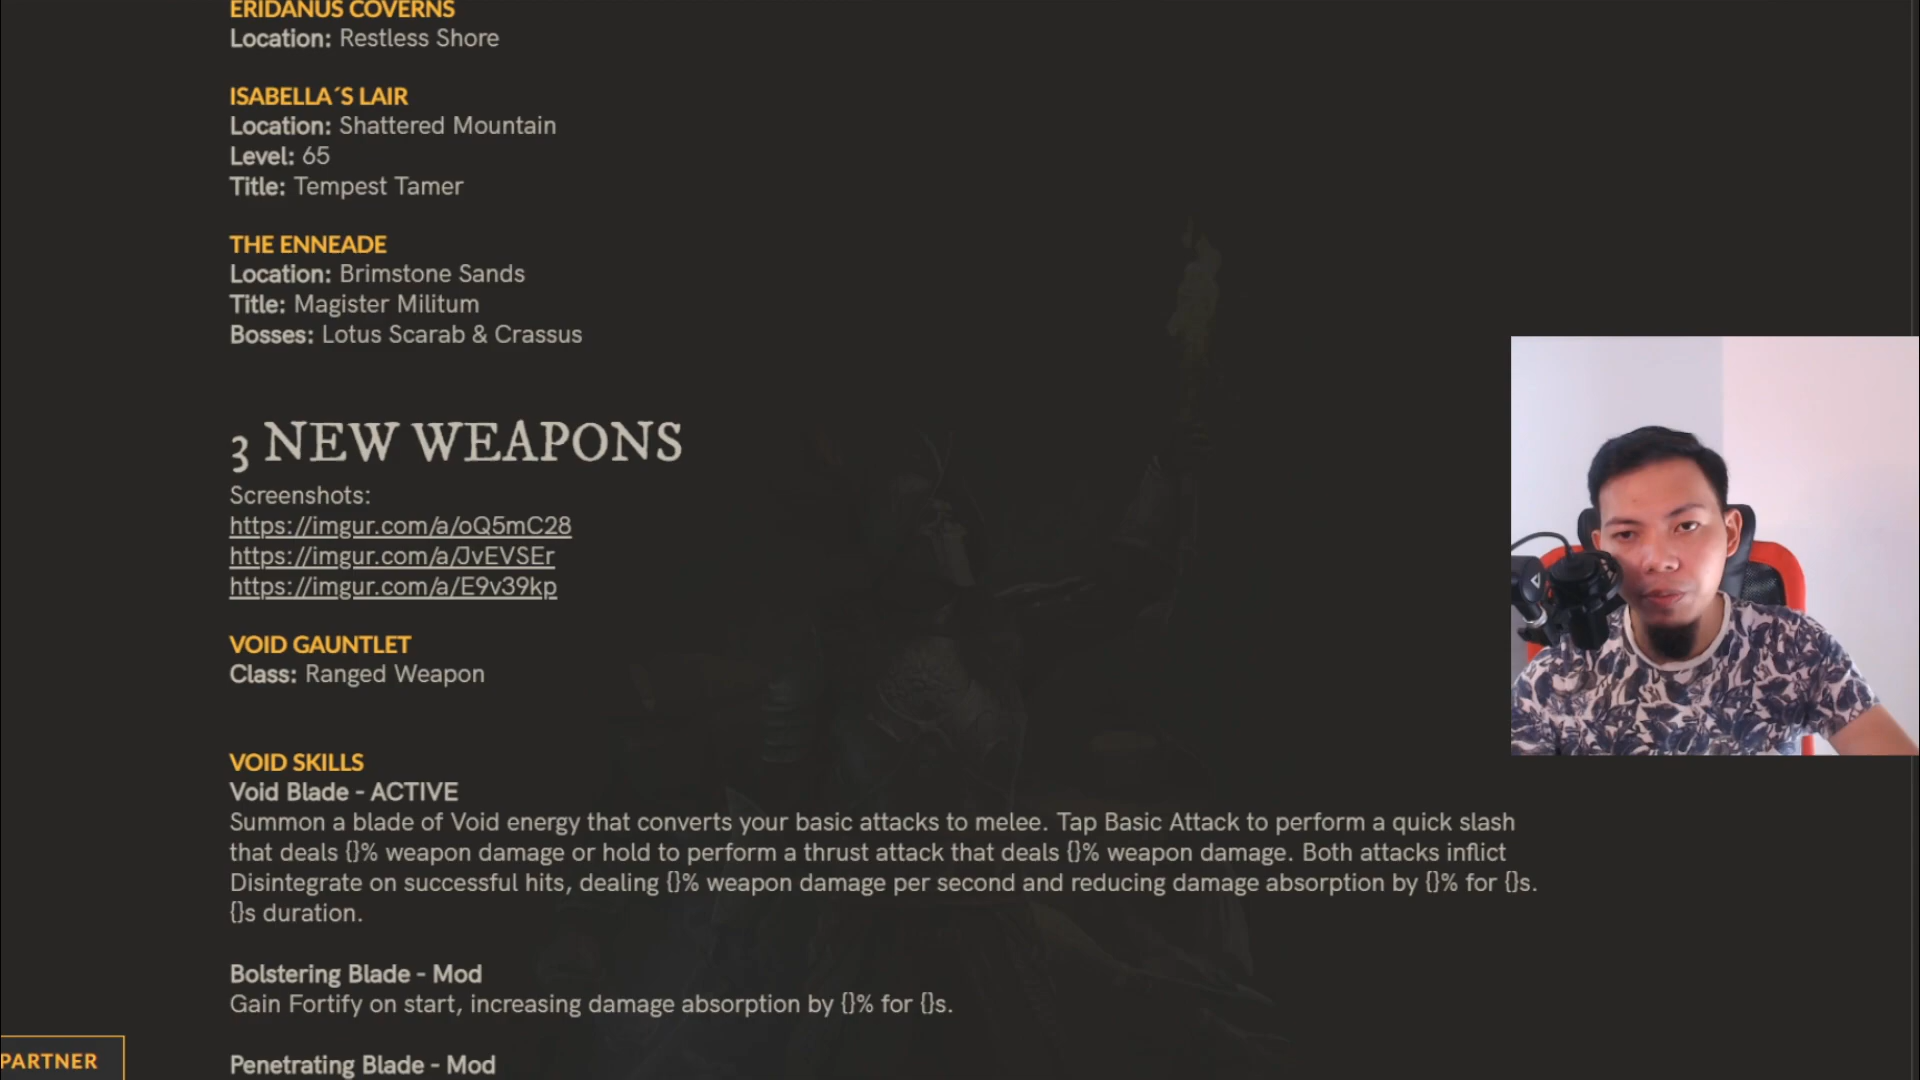 ERIDANUS COVERNS
Location: Restless Shore
ISABELLA´S LAIR
Location: Shattered Mountain
Level: 65
Title: Tempest Tamer
THE ENNEADE
Location: Brimstone Sands
Title: Magister Militum
Bosses: Lotus Scarab & Crassus
3 NEW WEAPONS
Screenshots:
https://imgur.com/a/oQ5mC28
https://imgur.com/a/JvEVSEr
https://imgur.com/a/E9v39kp
VOID GAUNTLET
Class: Ranged Weapon
VOID SKILLS
Void Blade - ACTIVE
Summon a blade of Void energy that converts your basic attacks to melee. Tap Basic Attack to perform a quick slash
that deals {}% weapon damage or hold to perform a thrust attack that deals {}% weapon damage. Both attacks inflict
Disintegrate on successful hits, dealing {}% weapon damage per second and reducing damage absorption by {}% for {}s.
{}s duration.
Bolstering Blade - Mod
Gain Fortify on start, increasing damage absorption by {}% for {}s.
Penetrating Blade - Mod
PARTNER